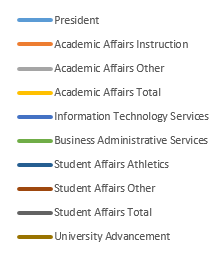 President
Academic Affairs Instruction
Academic Affairs Other
Academic Affairs Total
Information Technology Services
Business Administrative Services
Student Affairs Athletics
Student Affairs Other
Student Affairs Total
University Advancement